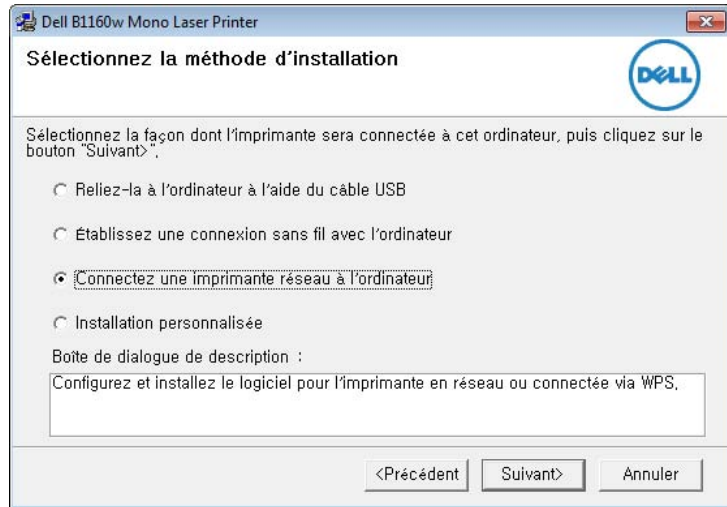 Dell B1160w Mono Laser Printer
Sélectionnez la méthode d'installation
DELL
Sélectionnez la façon dont l'imprimante sera connectée à cet ordinateur, puis cliquez sur le
bouton "Suivant>".
Reliez-la à l'ordinateur à l'aide du câble USB
Établissez une connexion sans fil avec l'ordinateur
Connectez une imprimante réseau à l'ordinateur
Installation personnalisée
Boîte de dialogue de description :
Configurez et installez le logiciel pour l'imprimante en réseau ou connectée via WPS.
<Précédent
Suivant>
Annuler